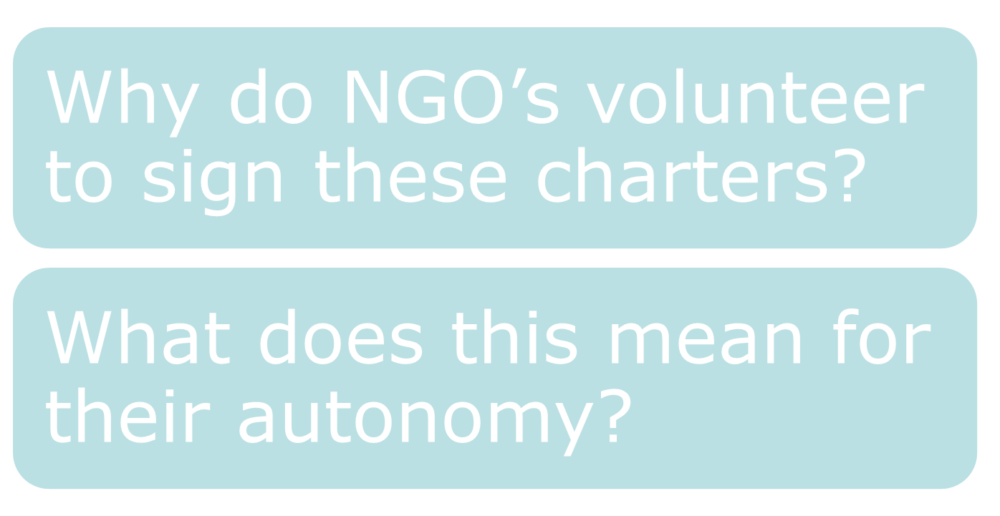 Why do NGO’s volunteer
to sign these charters?
What does this mean for
their autonomy?